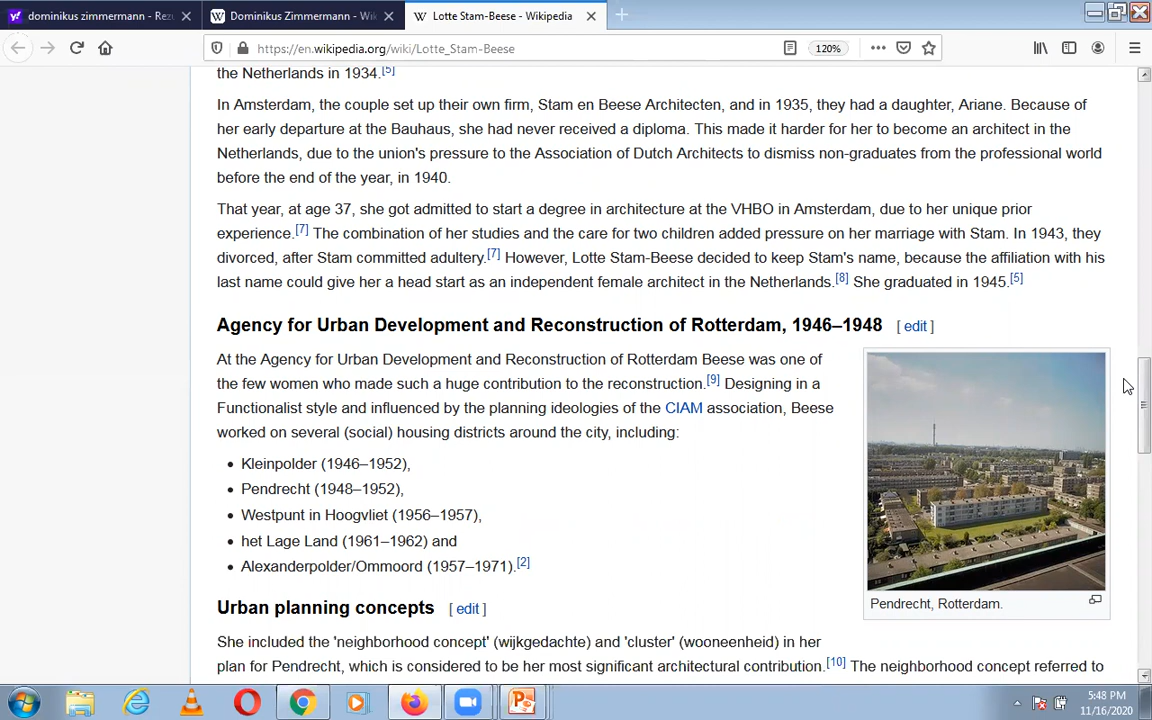 dominikus zimmermann - Rezu
Dominikus Zimmermann - Wik
Lotte Stam-Beese - Wikipedia
https://en.wikipedia.org/wiki/Lotte_Stam-Beese
120%
the Netherlands in 1934.[5]
In Amsterdam, the couple set up their own firm, Stam en Beese Architecten, and in 1935, they had a daughter, Ariane. Because of
her early departure at the Bauhaus, she had never received a diploma. This made it harder for her to become an architect in the
Netherlands, due to the union's pressure to the Association of Dutch Architects to dismiss non-graduates from the professional world
before the end of the year, in 1940.
That year, at age 37, she got admitted to start a degree in architecture at the VHBO in Amsterdam, due to her unique prior
experience.[7] The combination of her studies and the care for two children added pressure on her marriage with Stam. In 1943, they
divorced, after Stam committed adultery.[7] However, Lotte Stam-Beese decided to keep Stam's name, because the affiliation with his
last name could give her a head start as an independent female architect in the Netherlands.[8] She graduated in 1945.[5]
Agency for Urban Development and Reconstruction of Rotterdam, 1946–1948 [ edit ]
At the Agency for Urban Development and Reconstruction of Rotterdam Beese was one of
the few women who made such a huge contribution to the reconstruction.[9] Designing in a
Functionalist style and influenced by the planning ideologies of the CIAM association, Beese
worked on several (social) housing districts around the city, including:
• Kleinpolder (1946–1952),
• Pendrecht (1948–1952),
• Westpunt in Hoogvliet (1956–1957),
• het Lage Land (1961–1962) and
• Alexanderpolder/Ommoord (1957–1971).[2]
Pendrecht, Rotterdam.
Urban planning concepts [ edit ]
She included the 'neighborhood concept' (wijkgedachte) and 'cluster' (wooneenheid) in her
plan for Pendrecht, which is considered to be her most significant architectural contribution.[10] The neighborhood concept referred to
5:48 PM
11/16/2020